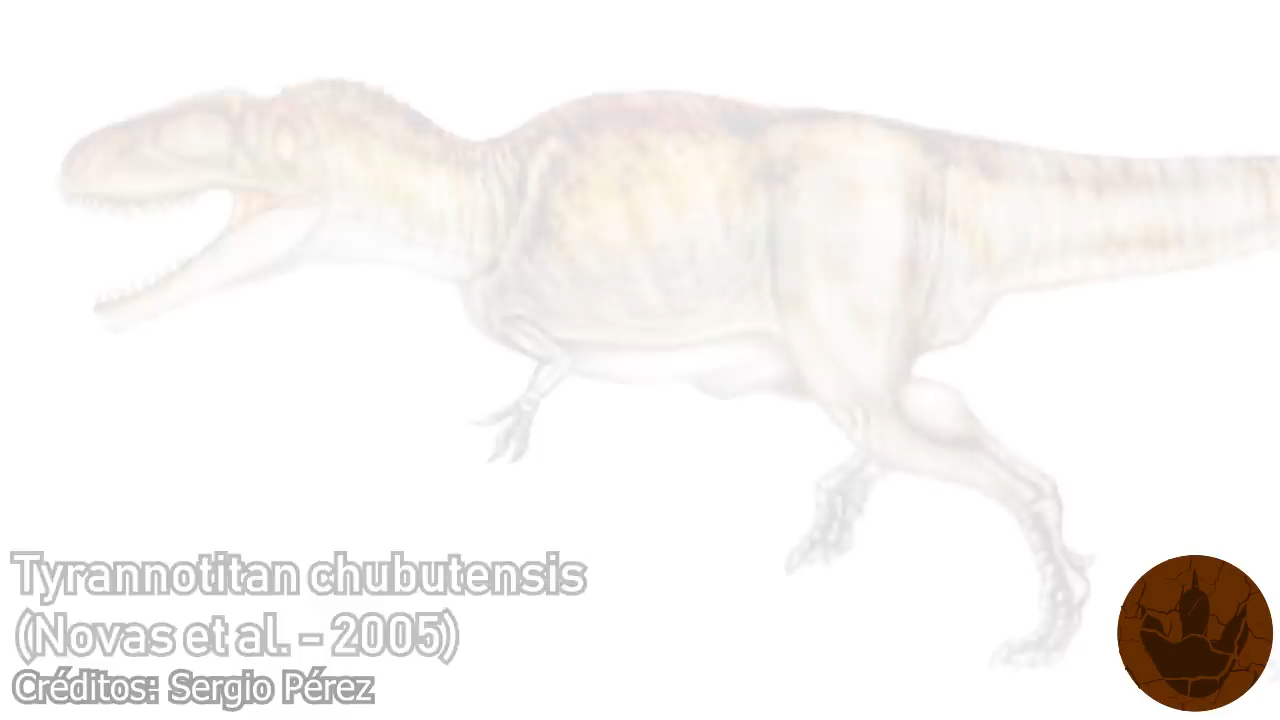 Tyrannotitan chubutensis
(Novas et al. - 2005)
Créditos: Sergio Pérez